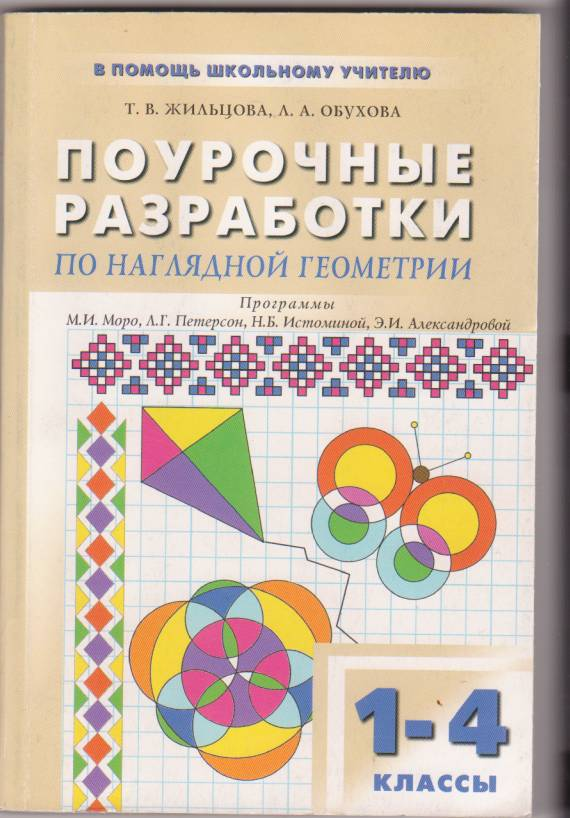 В ПОМОЩЬ ШКОЛЬНОМУ УЧИТЕЛЮ
Т. В. ЖИЛЬЦОВА, Л. А. ОБУХОВА
ПОУРОЧНЫЕ
РАЗРАБОТКИ
ПО НАГЛЯДНОЙ ГЕОМЕТРИИ
Программы
М.И. Моро, Л.Г. Петерсон, Н.Б. Истоминой, Э.И. Александровой
1-4
КЛАССЫ